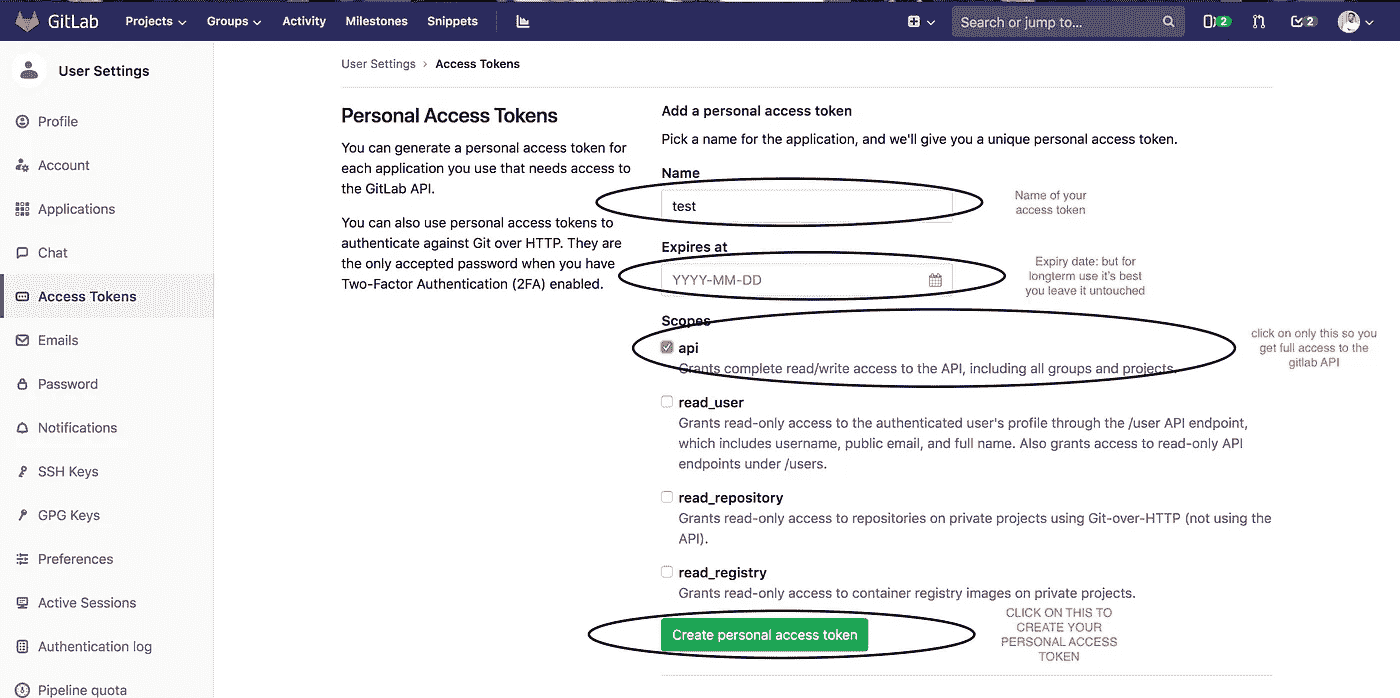 GitLab Projects Groups Activity Milestones Snippets Search or jump to... 2 2
User Settings
Profile
Account
Applications
Chat
Access Tokens
Emails
Password
Notifications
SSH Keys
GPG Keys
Preferences
Active Sessions
Authentication log
Pipeline quota
User Settings › Access Tokens
Personal Access Tokens
You can generate a personal access token for
each application you use that needs access to
the GitLab API.
You can also use personal access tokens to
authenticate against Git over HTTP. They are
the only accepted password when you have
Two-Factor Authentication (2FA) enabled.
Add a personal access token
Pick a name for the application, and we'll give you a unique personal access token.
Name
test
Name of your
access token
Expires at
YYYY-MM-DD
Expiry date: but for
longterm use it's best
you leave it untouched
Scopes
api
Grants complete read/write access to the API, including all groups and projects.
click on only this so you
get full access to the
gitlab API
read_user
Grants read-only access to the authenticated user's profile through the /user API endpoint,
which includes username, public email, and full name. Also grants access to read-only API
endpoints under /users.
read_repository
Grants read-only access to repositories on private projects using Git-over-HTTP (not using the
API).
read_registry
Grants read-only access to container registry images on private projects.
Create personal access token
CLICK ON THIS TO
CREATE YOUR
PERSONAL ACCESS
TOKEN